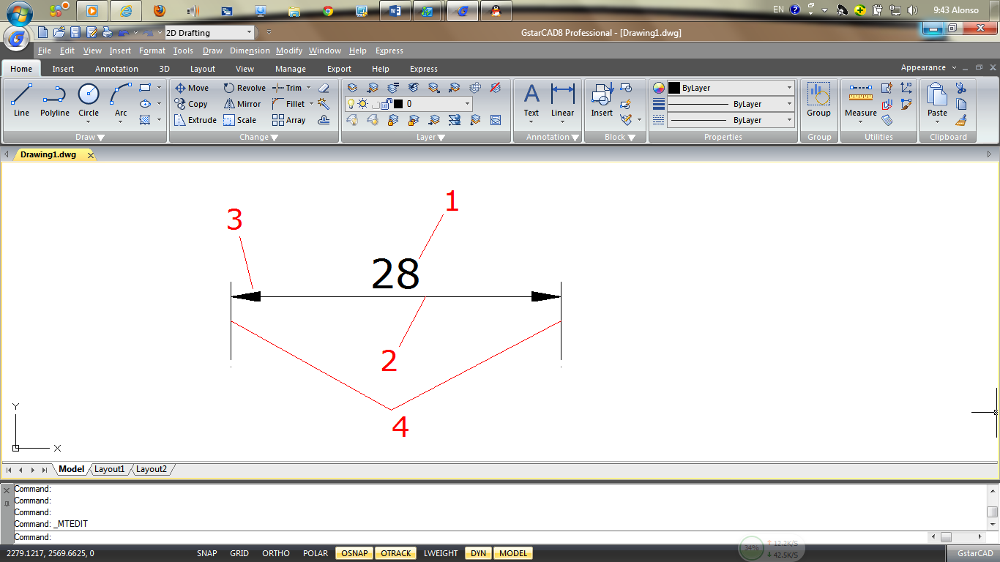 EN
9:43 Alonso
2D Drafting
GstarCAD8 Professional - [Drawing1.dwg]
File Edit View Insert Format Tools Draw Dimension Modify Window Help Express
Home Insert Annotation 3D Layout View Manage Export Help Express
Appearance
Line
Polyline
Circle
Arc
Draw
Move
Revolve
Trim
Copy
Mirror
Fillet
Extrude
Scale
Array
Change
0
Layer
Text
Linear
Annotation
Insert
Block
ByLayer
ByLayer
ByLayer
Properties
Group
Group
Measure
Utilities
Paste
Clipboard
Drawing1.dwg
1
3
28
2
4
Y
X
Model Layout1 Layout2
Command:
Command:
Command:
Command: _MTEDIT
Command:
2279.1217, 2569.6625, 0
SNAP GRID ORTHO POLAR OSNAP OTRACK LWEIGHT DYN MODEL
34%
12.2K/S
42.5K/S
GstarCAD